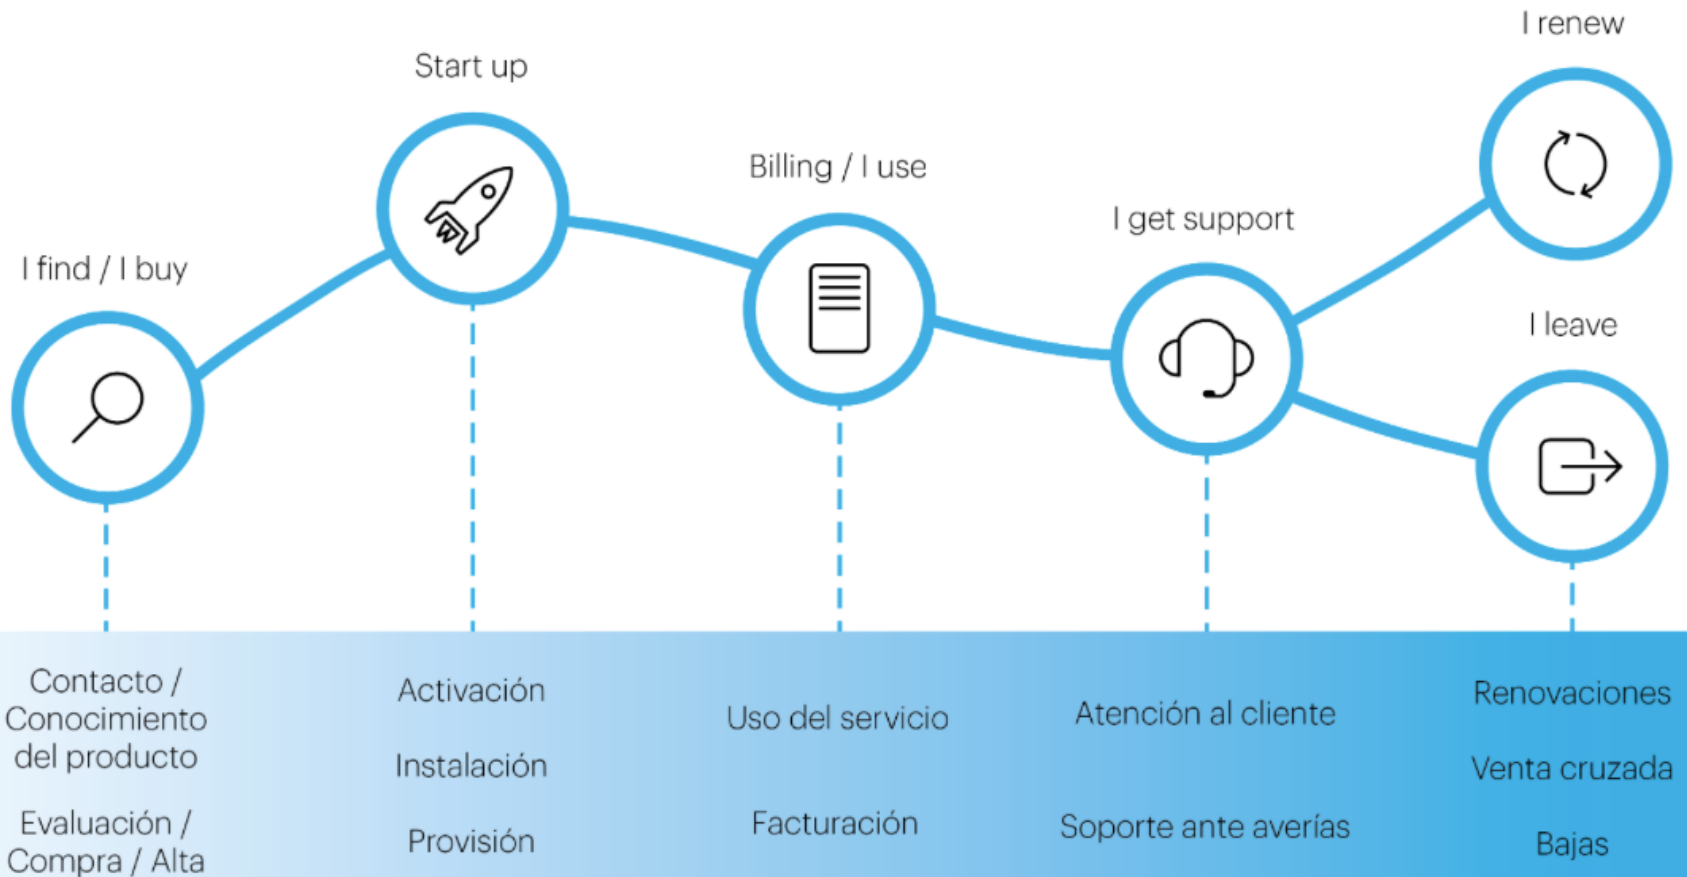 I renew
Start up
Billing / I use
I get support
I find / I buy
I leave
Contacto /
Conocimiento
del producto
Evaluación /
Compra / Alta
Activación
Instalación
Provisión
Uso del servicio
Facturación
Atención al cliente
Soporte ante averías
Renovaciones
Venta cruzada
Bajas